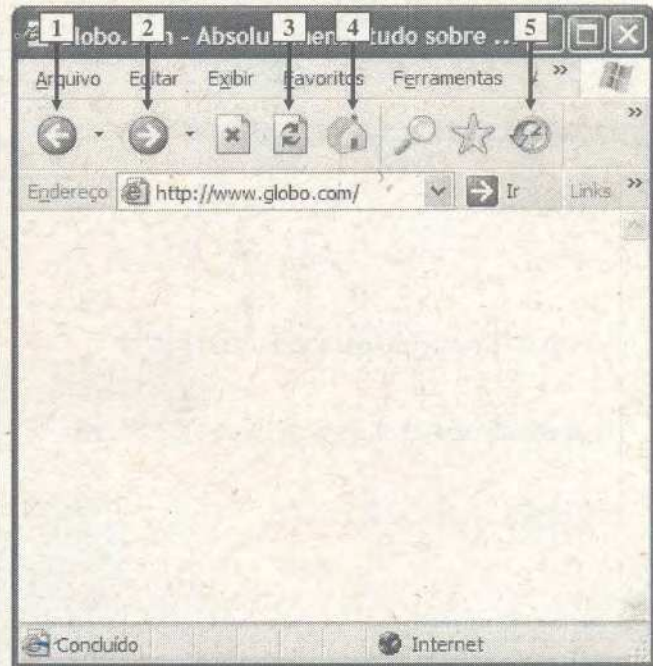 1 2 3 4 5
lobo. n - Absolu men tudo sobre ...
Arquivo Editar Exibir Favoritos Ferramentas »
»
Endereço http://www.globo.com/ Ir Links »
Concluído Internet